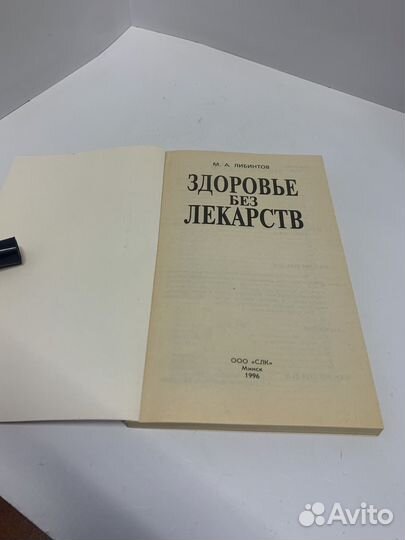 М. А. ЛИБИНТОВ
ЗДОРОВЬЕ
БЕЗ
ЛЕКАРСТВ
ООО «СЛК»
Минск
1996
Avito